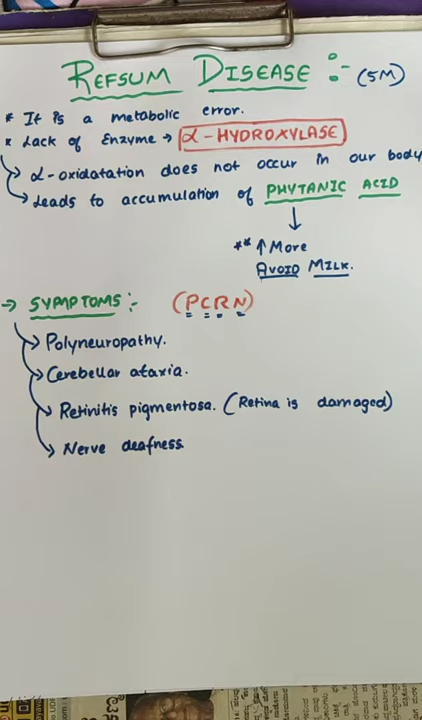 REFSUM DISEASE :- (5M)
* It is a metabolic error.
* Lack of Enzyme → α-HYDROXYLASE
α-oxidatation does not occur in our body
Leads to accumulation of PHYTANIC ACID
** ↑ More
AVOID MILK.
→ SYMPTOMS :- (PCRN)
Polyneuropathy.
Cerebellar ataxia.
Retinitis pigmentosa. (Retina is damaged)
Nerve deafness